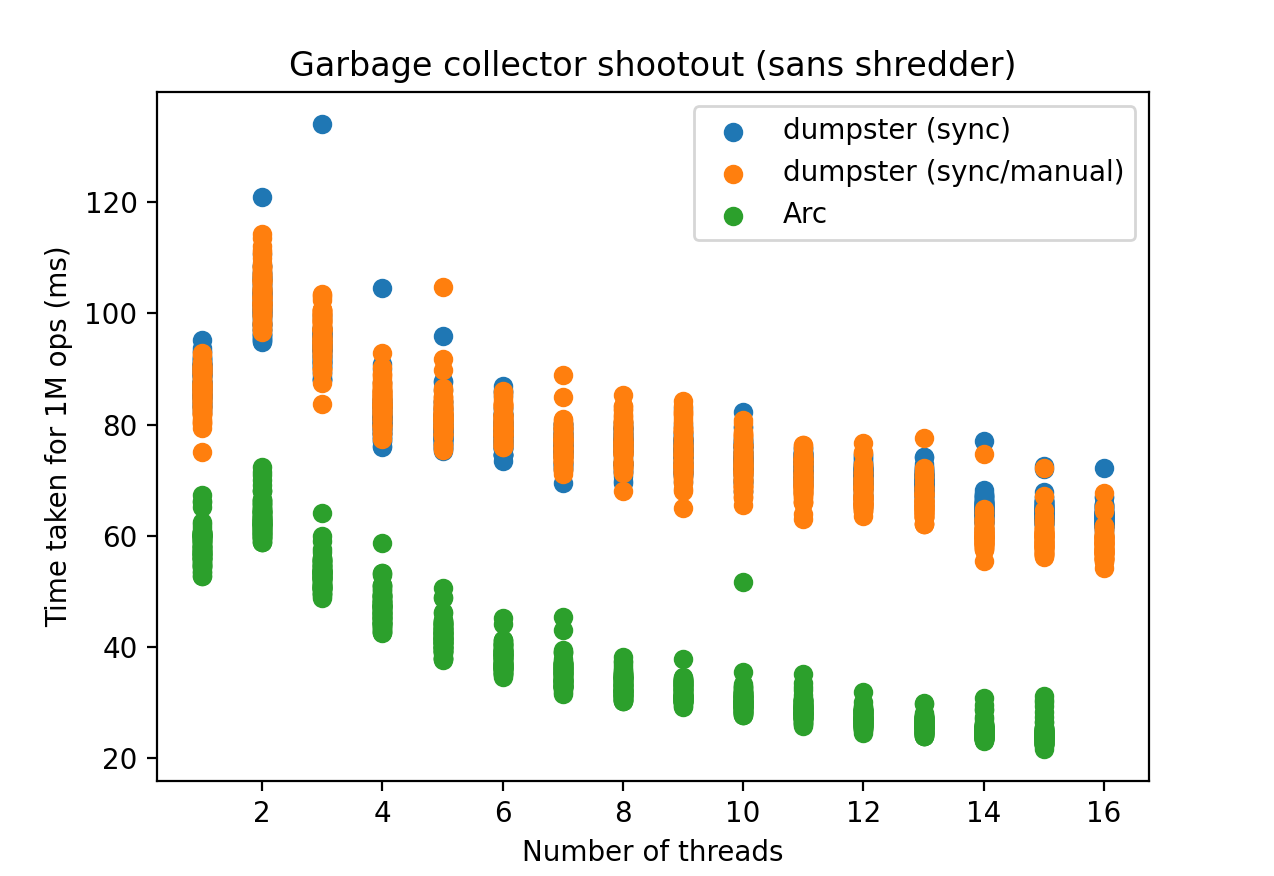 Garbage collector shootout (sans shredder)
dumpster (sync)
dumpster (sync/manual)
Arc
Time taken for 1M ops (ms)
120
100
80
60
40
20
2 4 6 8 10 12 14 16
Number of threads